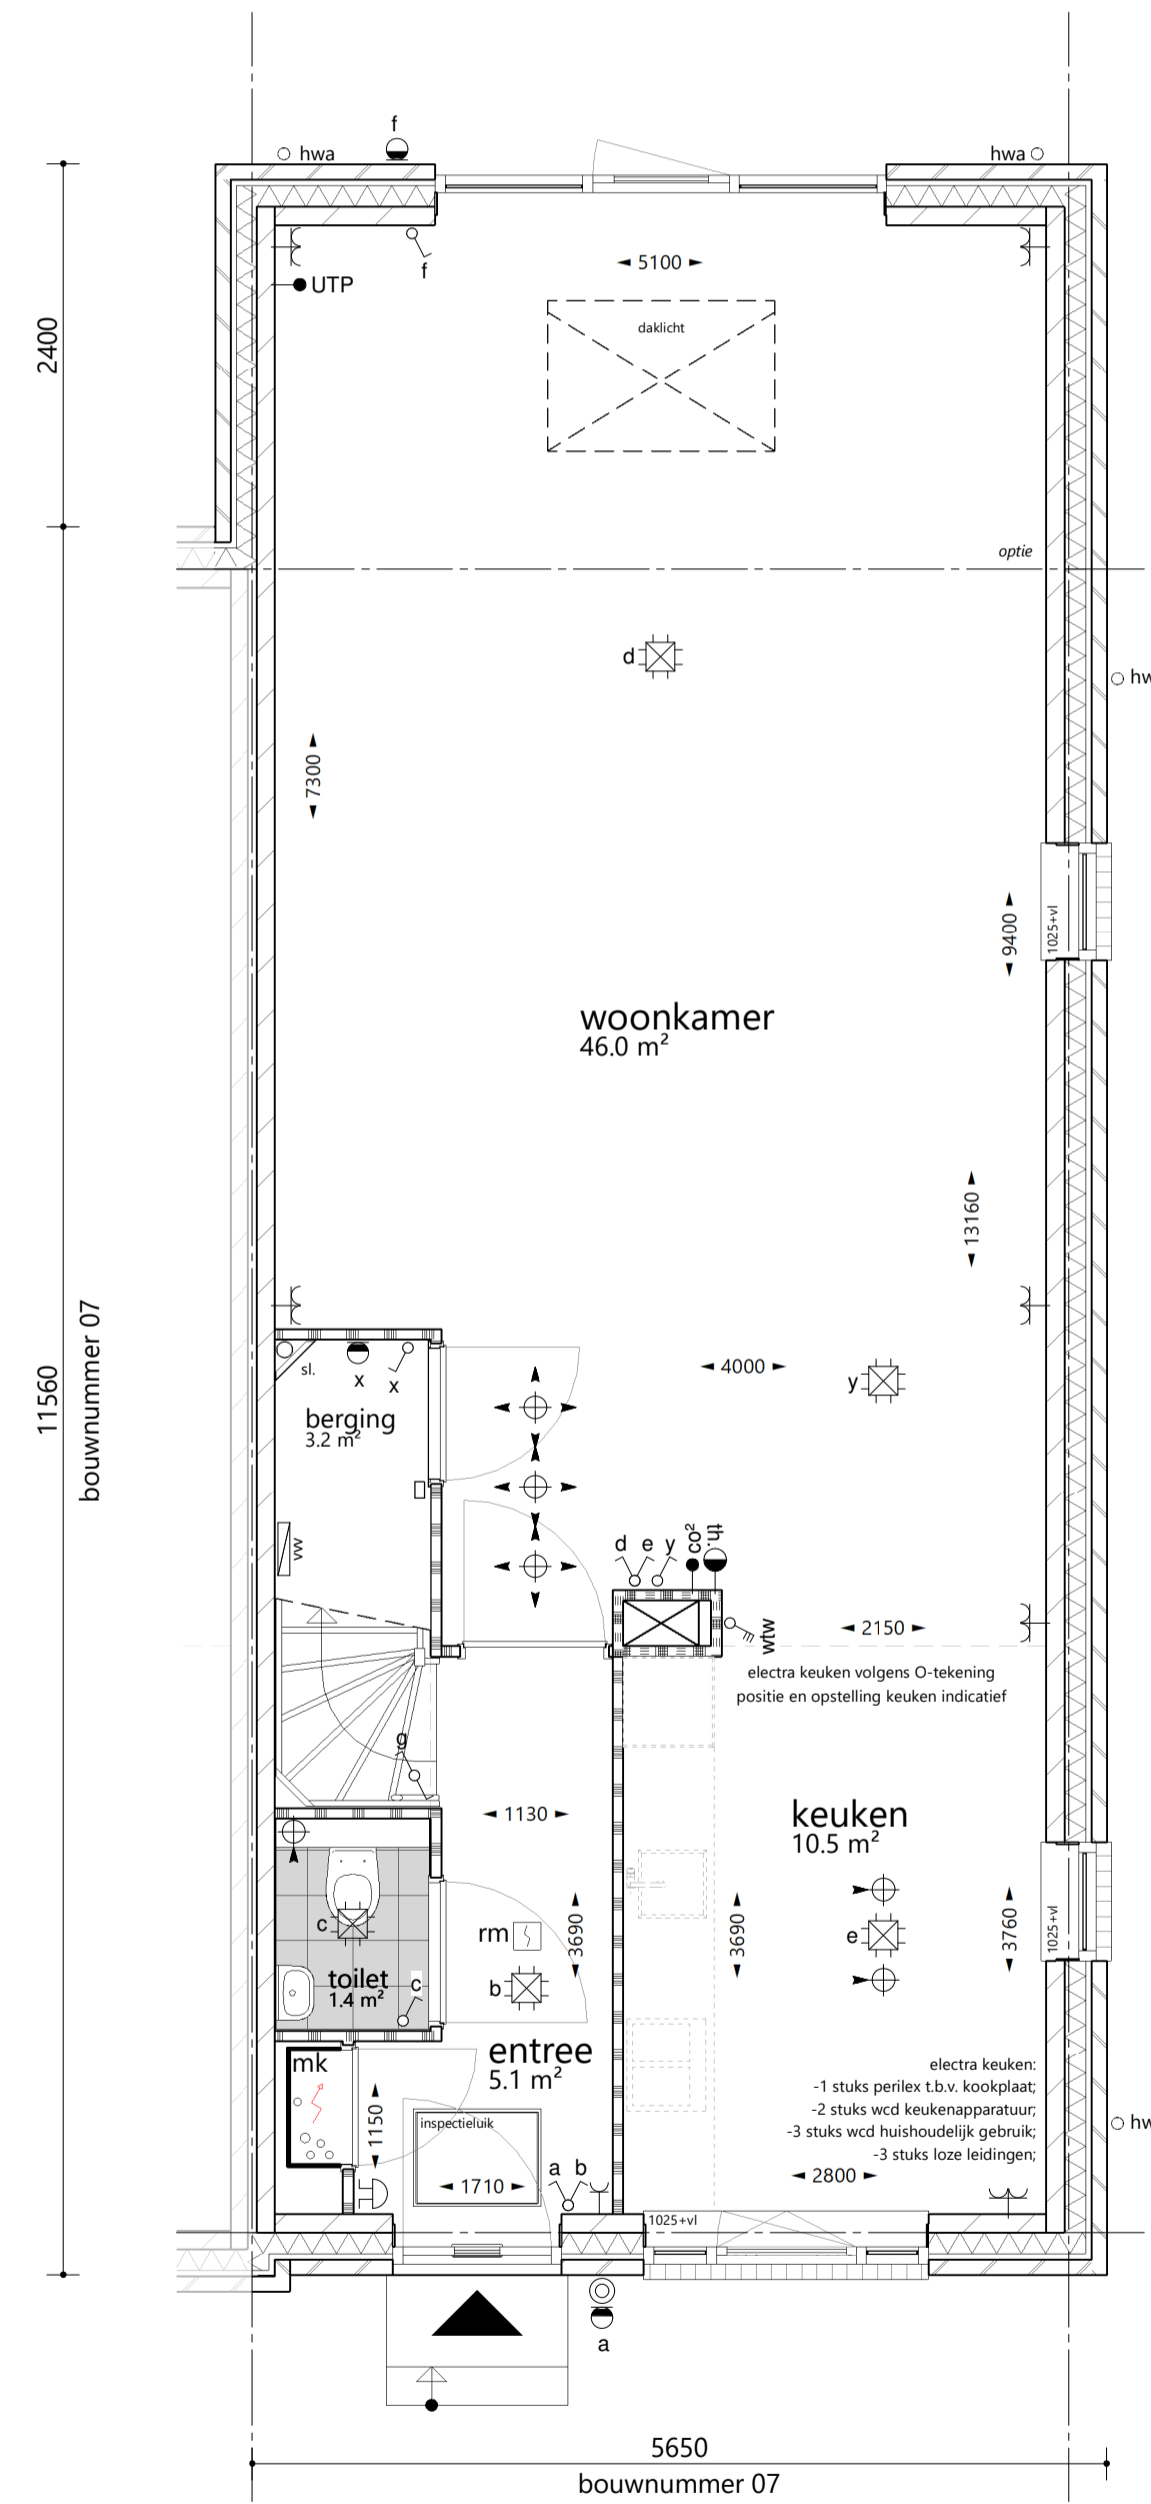 f
hwa
hwa
f
UTP
5100
daklicht
2400
optie
d
hw
7300
9400
1025+vl
woonkamer
46.0 m²
13160
11560
bouwnummer 07
4000
y
sl.
x
x
berging
3.2 m²
vw
d e y
co²
th.
wtw
2150
electra keuken volgens O-tekening
positie en opstelling keuken indicatief
g
1130
keuken
10.5 m²
c
rm
3690
3690
e
3760
1025+vl
toilet
1.4 m²
c
b
entree
5.1 m²
mk
1150
inspectieluik
1710
a b
electra keuken:
-1 stuks perilex t.b.v. kookplaat;
-2 stuks wcd keukenapparatuur;
-3 stuks wcd huishoudelijk gebruik;
-3 stuks loze leidingen;
hw
2800
1025+vl
a
5650
bouwnummer 07